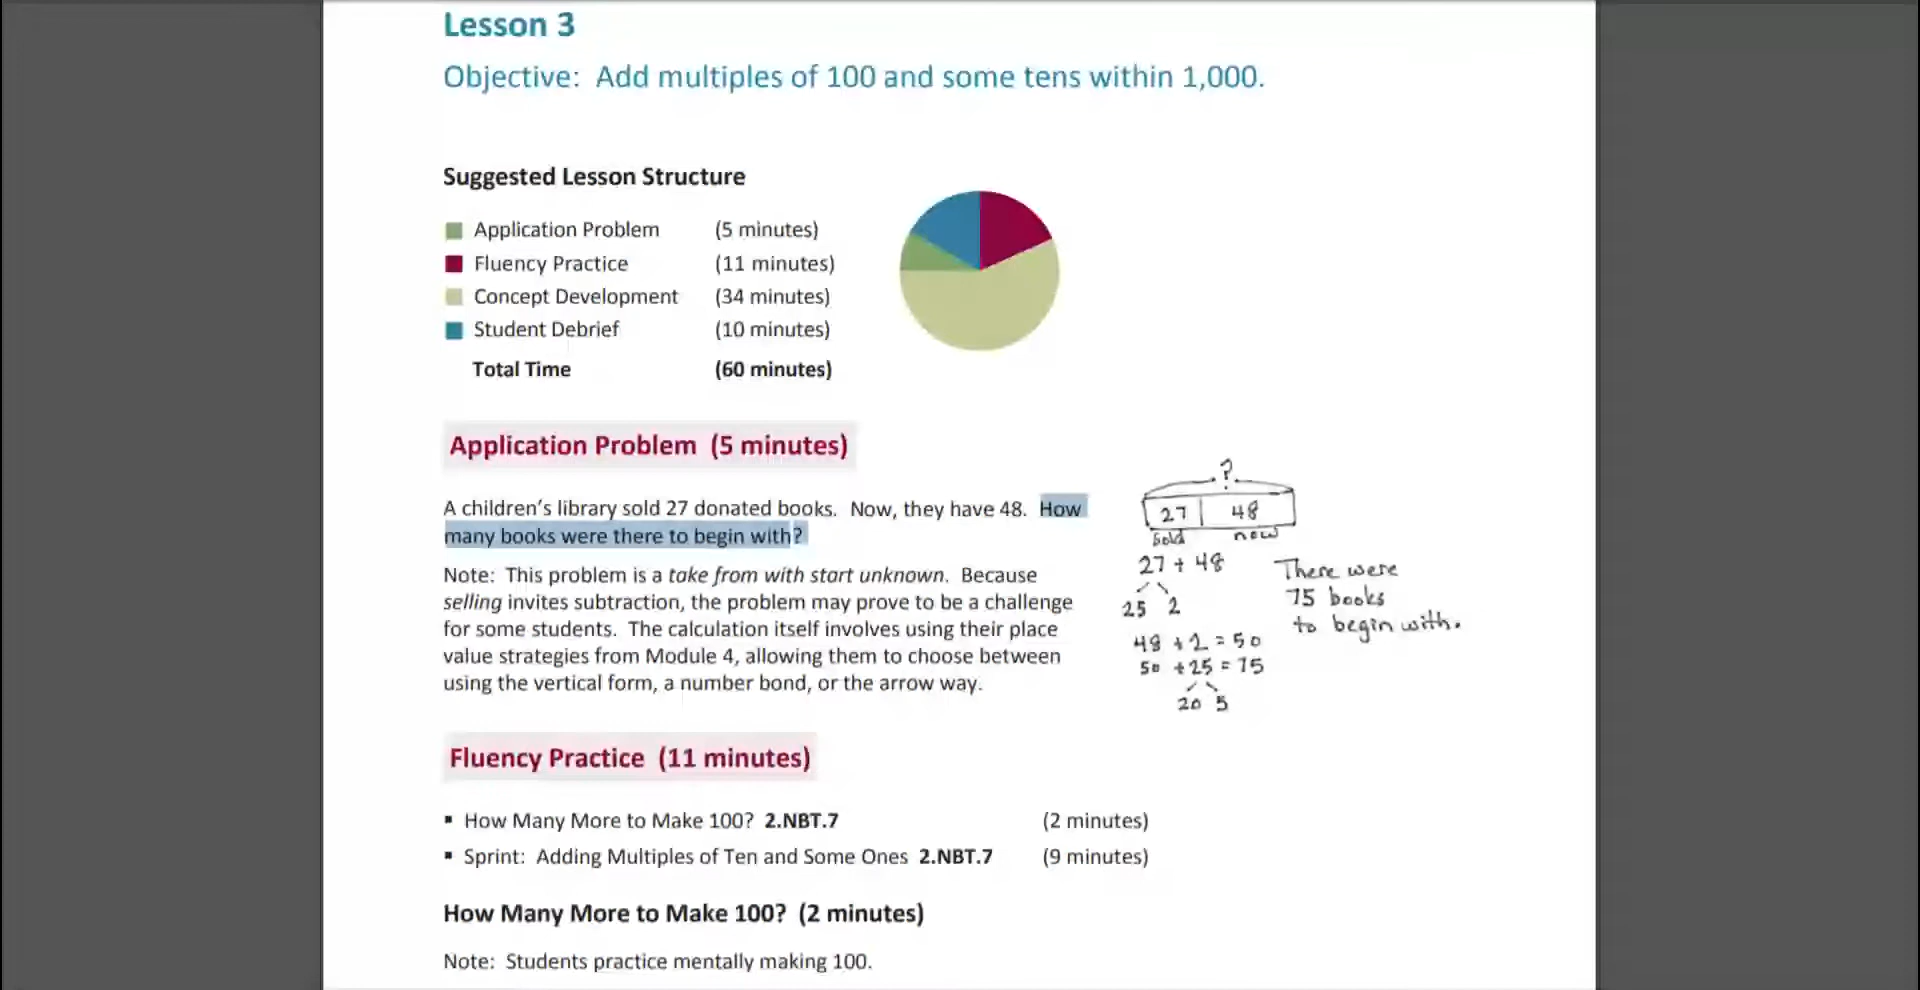 Lesson 3
Objective:  Add multiples of 100 and some tens within 1,000.
Suggested Lesson Structure
Application Problem (5 minutes)
Fluency Practice (11 minutes)
Concept Development (34 minutes)
Student Debrief (10 minutes)
Total Time (60 minutes)
Application Problem  (5 minutes)
A children's library sold 27 donated books.  Now, they have 48.  How
many books were there to begin with?
Note:  This problem is a take from with start unknown.  Because
selling invites subtraction, the problem may prove to be a challenge
for some students.  The calculation itself involves using their place
value strategies from Module 4, allowing them to choose between
using the vertical form, a number bond, or the arrow way.
?
27 48
sold now
27 + 48
25 2
48 + 2 = 50
50 + 25 = 75
20 5
There were
75 books
to begin with.
Fluency Practice  (11 minutes)
▪ How Many More to Make 100?  2.NBT.7 (2 minutes)
▪ Sprint:  Adding Multiples of Ten and Some Ones  2.NBT.7 (9 minutes)
How Many More to Make 100?  (2 minutes)
Note:  Students practice mentally making 100.